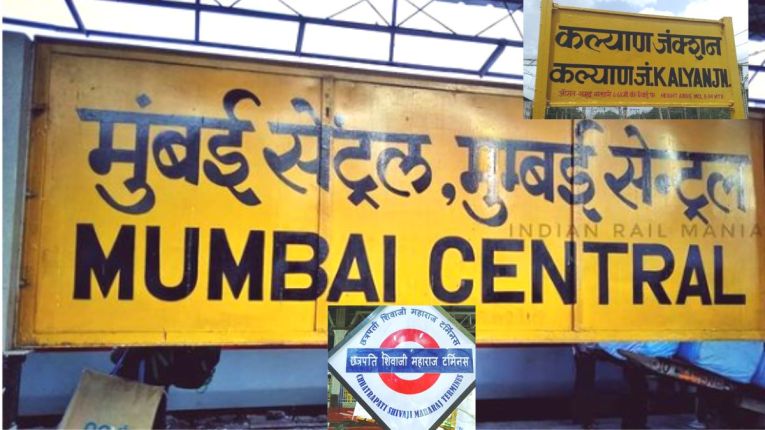 कल्याण जंक्शन
कल्याण जं. KALYAN JN.
मुंबई सेंट्रल, मुम्बई सेन्ट्रल
INDIAN RAIL MANIA
MUMBAI CENTRAL
छत्रपती शिवाजी महाराज टर्मिनस
छत्रपति शिवाजी महाराज टर्मिनस
CHHATRAPATI SHIVAJI MAHARAJ TERMINUS